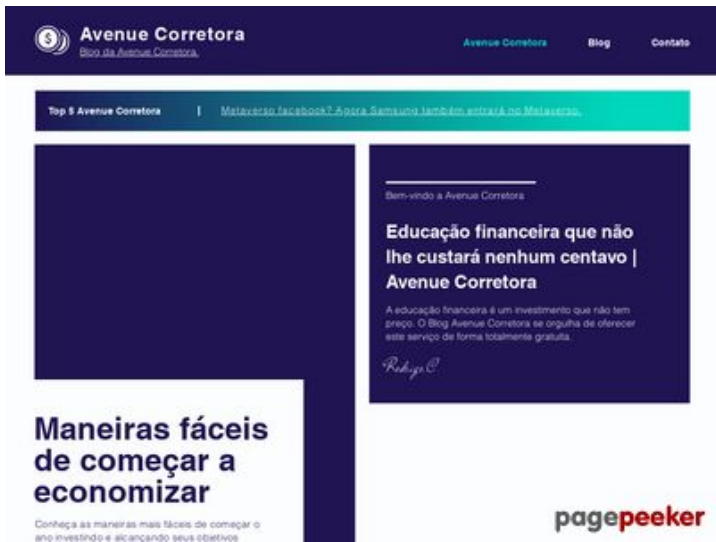 Avenue Corretora
Blog da Avenue Corretora.
Avenue Corretora
Blog
Contato
Top 5 Avenue Corretora | Metaverso facebook? Agora Samsung também entrará no Metaverso.
Bem-vindo a Avenue Corretora
Educação financeira que não
lhe custará nenhum centavo |
Avenue Corretora
A educação financeira é um investimento que não tem
preço. O Blog Avenue Corretora se orgulha de oferecer
este serviço de forma totalmente gratuita.
Rodrigo C
Maneiras fáceis
de começar a
economizar
Conheça as maneiras mais fáceis de começar o
ano investindo e alcançando seus objetivos
pagepeeker